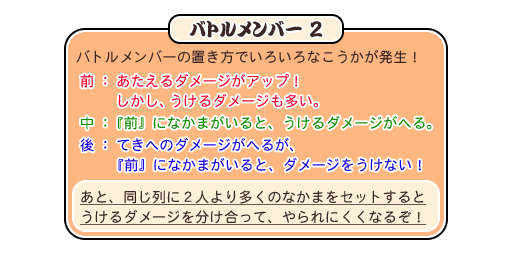 バトルメンバー 2
バトルメンバーの置き方でいろいろなこうかが発生！
前：あたえるダメージがアップ！
しかし、うけるダメージも多い。
中：『前』になかまがいると、うけるダメージがへる。
後：てきへのダメージがへるが、
『前』になかまがいると、ダメージをうけない！
あと、同じ列に２人より多くのなかまをセットすると
うけるダメージを分け合って、やられにくくなるぞ！